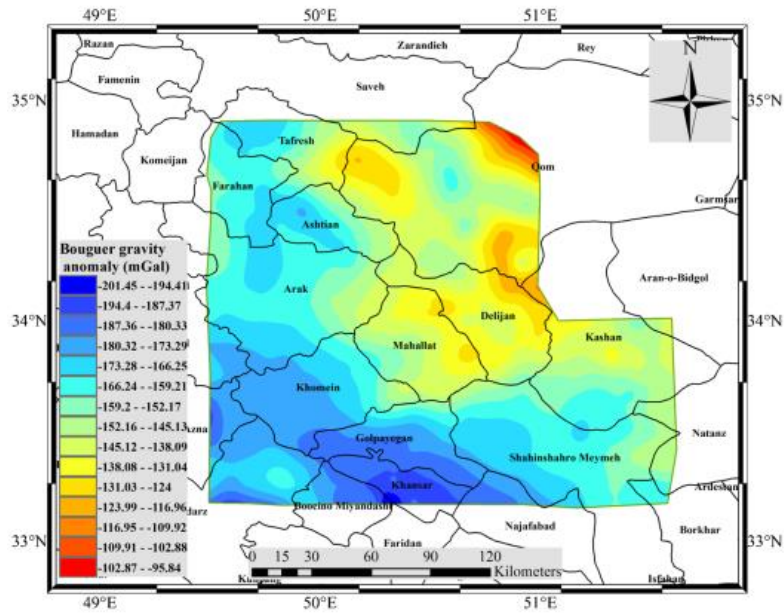 49°E 50°E 51°E
Razan
Zarandieh
Rey
N
Famenin
Saveh
35°N
35°N
Hamadan
Komeijan
Tafresh
Qom
Farahan
Garmsar
Ashtian
Bouguer gravity
anomaly (mGal)
-201.45 - -194.41
-194.4 - -187.37
-187.36 - -180.33
-180.32 - -173.29
-173.28 - -166.25
-166.24 - -159.21
-159.2 - -152.17
-152.16 - -145.13
-145.12 - -138.09
-138.08 - -131.04
-131.03 - -124
-123.99 - -116.96
-116.95 - -109.92
-109.91 - -102.88
-102.87 - -95.84
Aran-o-Bidgol
Arak
Delijan
34°N
34°N
Mahallat
Kashan
Khomein
Azna
Golpayegan
Natanz
Shahinshahro Meymeh
Khansar
Ardestan
Booeino Miyandasht
Najafabad
Borkhar
33°N
33°N
Faridan
0 15 30 60 90 120
Kilometers
Isfahan
49°E 50°E 51°E